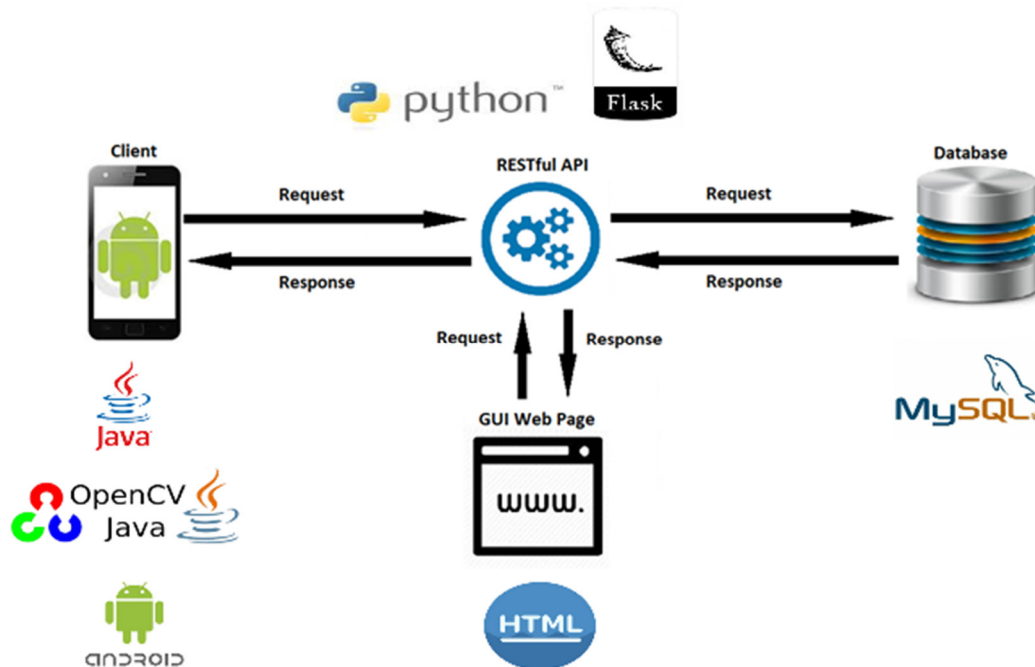 python™
Flask
Client
RESTful API
Database
Request
Request
Response
Response
Request
Response
GUI Web Page
www.
Java
MySQL
OpenCV
Java
HTML
ANDROID